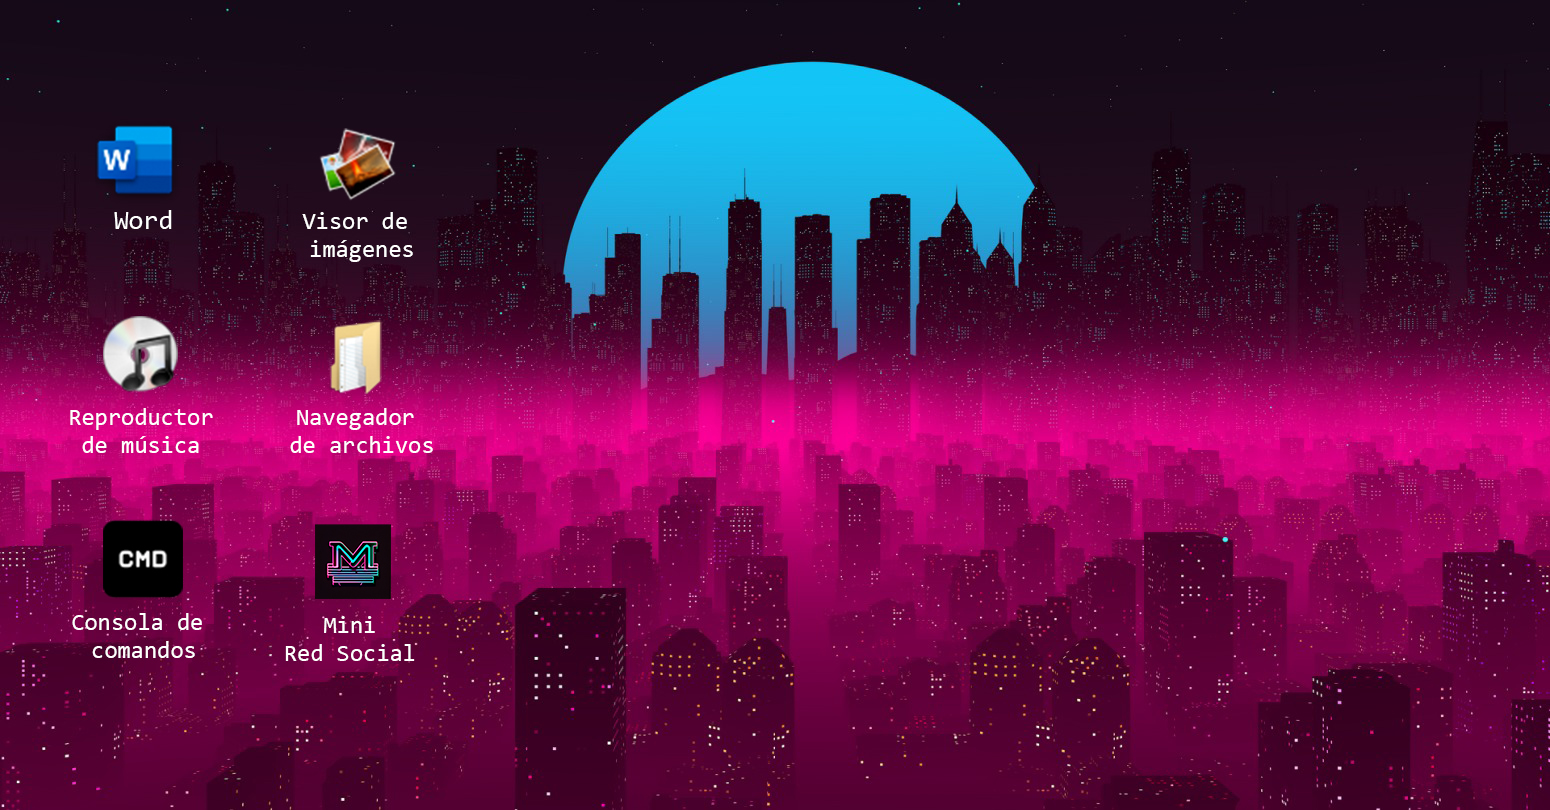 W
Word
Visor de
imágenes
Reproductor
de música
Navegador
de archivos
CMD
Consola de
comandos
M
Mini
Red Social